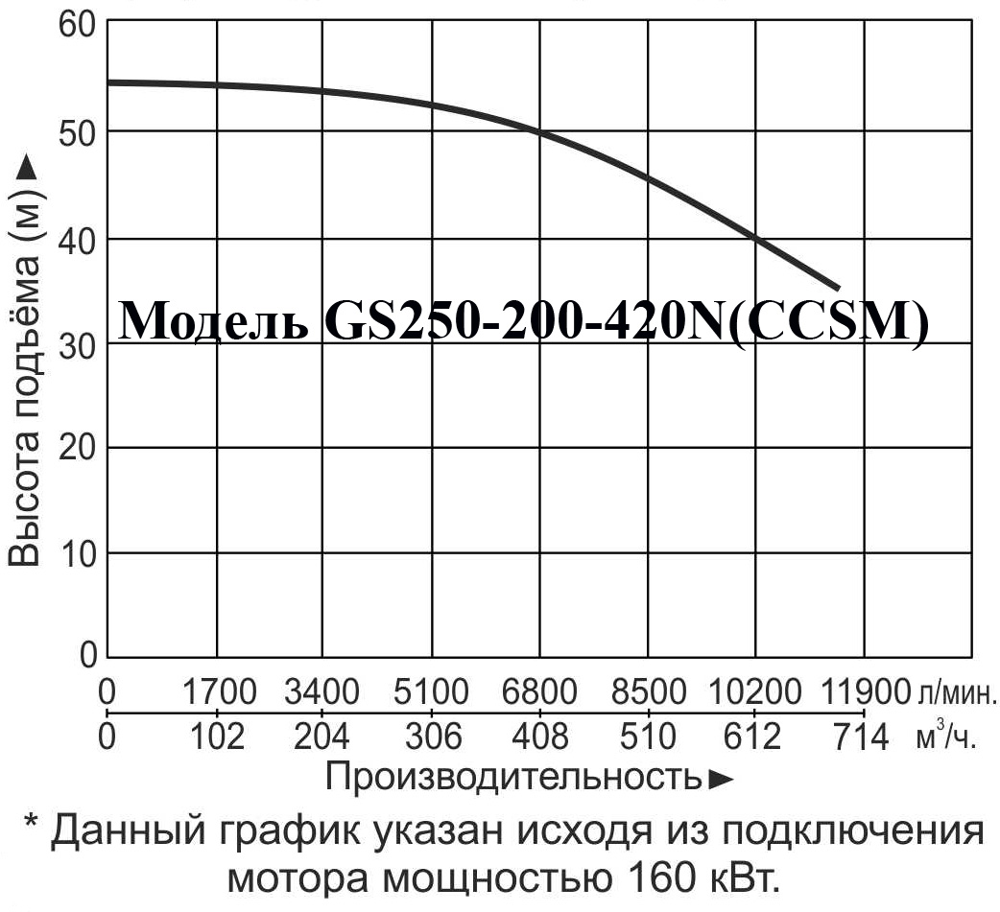 60
50
40
30
20
10
0
Высота подъёма (м)
Модель GS250-200-420N(CCSM)
0 1700 3400 5100 6800 8500 10200 11900 л/мин.
0 102 204 306 408 510 612 714 м³/ч.
Производительность
* Данный график указан исходя из подключения
мотора мощностью 160 кВт.